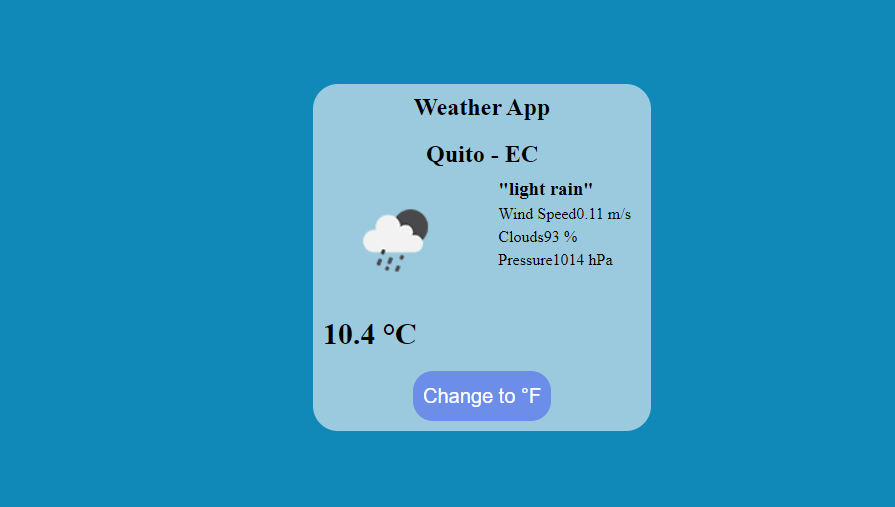 Weather App
Quito - EC
"light rain"
Wind Speed0.11 m/s
Clouds93 %
Pressure1014 hPa
10.4 °C
Change to °F